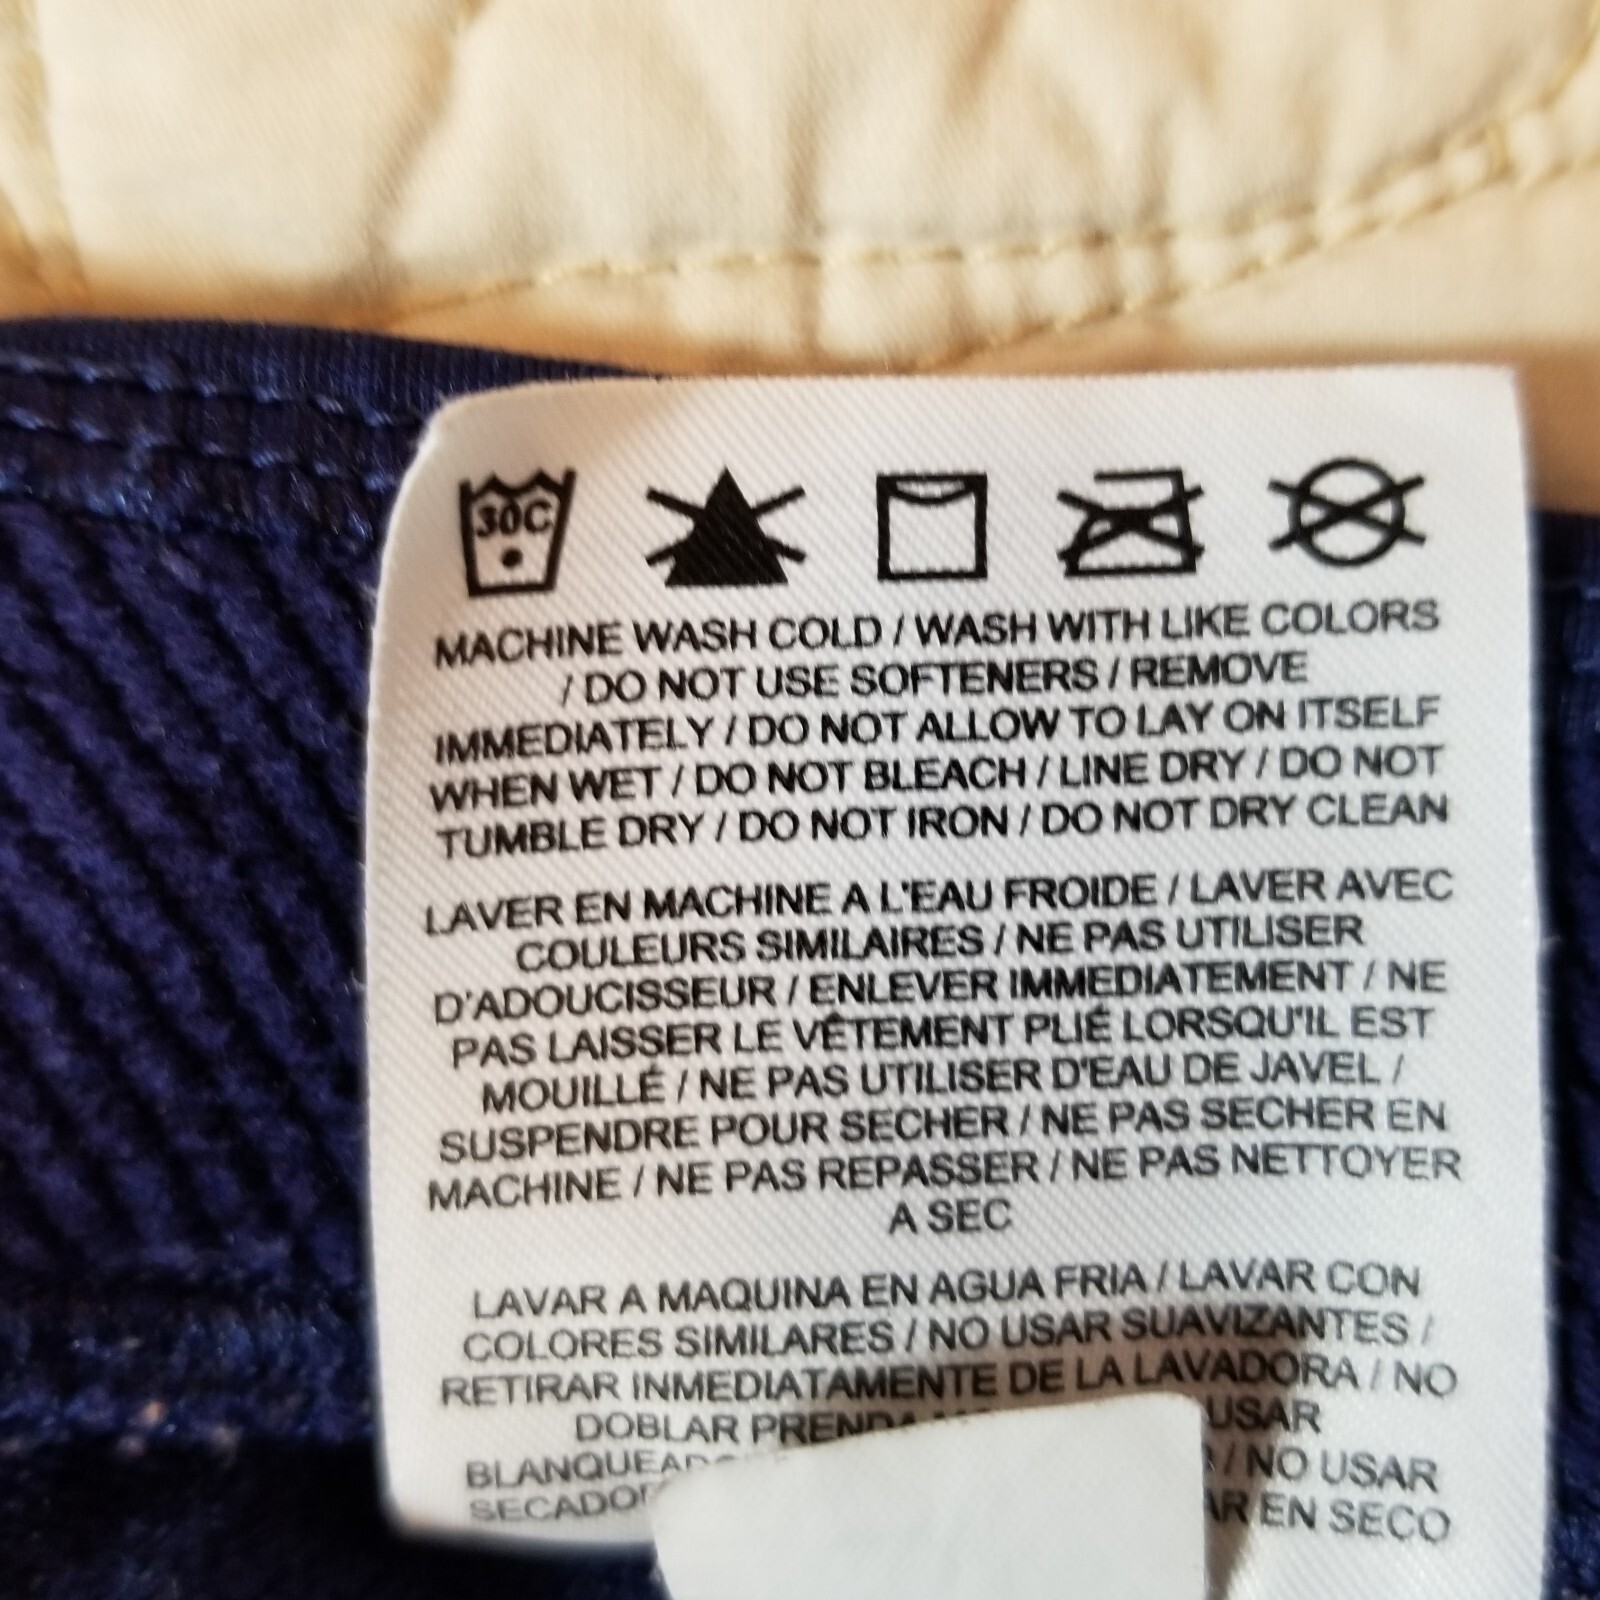 30C
MACHINE WASH COLD / WASH WITH LIKE COLORS
/ DO NOT USE SOFTENERS / REMOVE
IMMEDIATELY / DO NOT ALLOW TO LAY ON ITSELF
WHEN WET / DO NOT BLEACH / LINE DRY / DO NOT
TUMBLE DRY / DO NOT IRON / DO NOT DRY CLEAN
LAVER EN MACHINE A L'EAU FROIDE / LAVER AVEC
COULEURS SIMILAIRES / NE PAS UTILISER
D'ADOUCISSEUR / ENLEVER IMMEDIATEMENT / NE
PAS LAISSER LE VÊTEMENT PLIÉ LORSQU'IL EST
MOUILLÉ / NE PAS UTILISER D'EAU DE JAVEL /
SUSPENDRE POUR SECHER / NE PAS SECHER EN
MACHINE / NE PAS REPASSER / NE PAS NETTOYER
A SEC
LAVAR A MAQUINA EN AGUA FRIA / LAVAR CON
COLORES SIMILARES / NO USAR SUAVIZANTES /
RETIRAR INMEDIATAMENTE DE LA LAVADORA / NO
DOBLAR PRENDA USAR
/ NO USAR
EN SECO